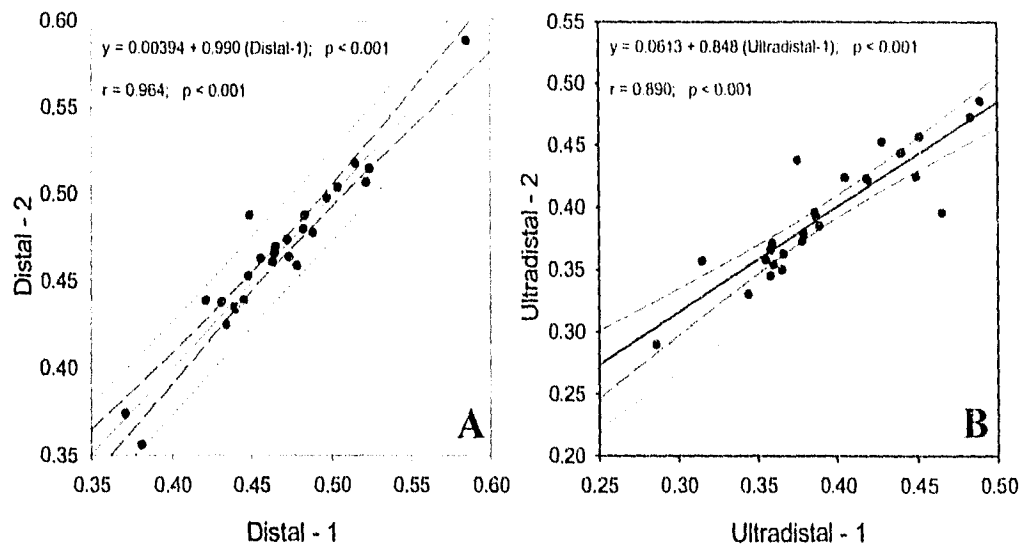 0.60
0.55
0.50
0.45
0.40
0.35
Distal - 2
y = 0.00394 + 0.990 (Distal-1); p < 0.001
r = 0.964; p < 0.001
A
0.35 0.40 0.45 0.50 0.55 0.60
Distal - 1
0.55
0.50
0.45
0.40
0.35
0.30
0.25
0.20
Ultradistal - 2
y = 0.0613 + 0.848 (Ultradistal-1); p < 0.001
r = 0.890; p < 0.001
B
0.25 0.30 0.35 0.40 0.45 0.50
Ultradistal - 1